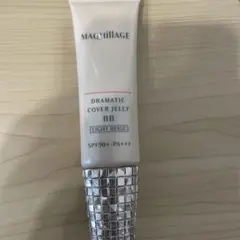 MAQuillAGE
DRAMATIC
COVER JELLY
BB
LIGHT BEIGE
SPF50+ PA+++